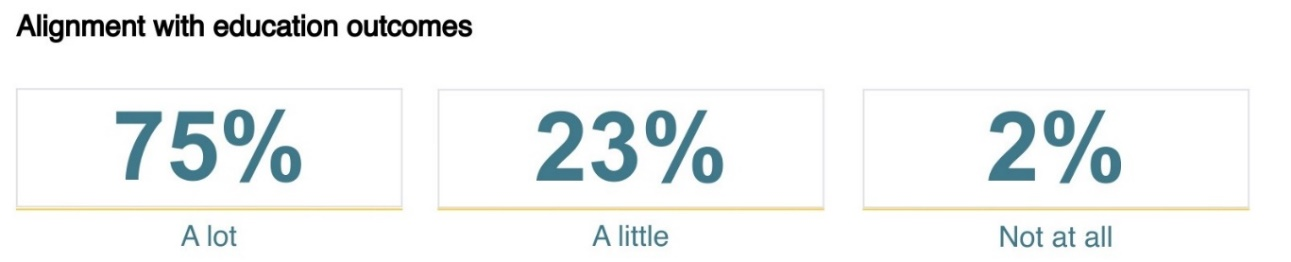 Alignment with education outcomes
75% 23% 2%
A lot A little Not at all